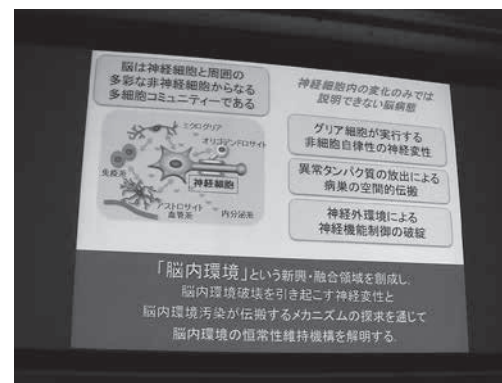 脳は神経細胞と周囲の
多彩な非神経細胞からなる
多細胞コミュニティーである
ミクログリア
オリゴデンドロサイト
免疫系
神経細胞
アストロサイト
血管系
内分泌系
神経細胞内の変化のみでは
説明できない脳病態
グリア細胞が実行する
非細胞自律性の神経変性
異常タンパク質の放出による
病巣の空間的伝搬
神経外環境による
神経機能制御の破綻
「脳内環境」という新興・融合領域を創成し,
脳内環境破壊を引き起こす神経変性と
脳内環境汚染が伝搬するメカニズムの探求を通じて
脳内環境の恒常性維持機構を解明する.